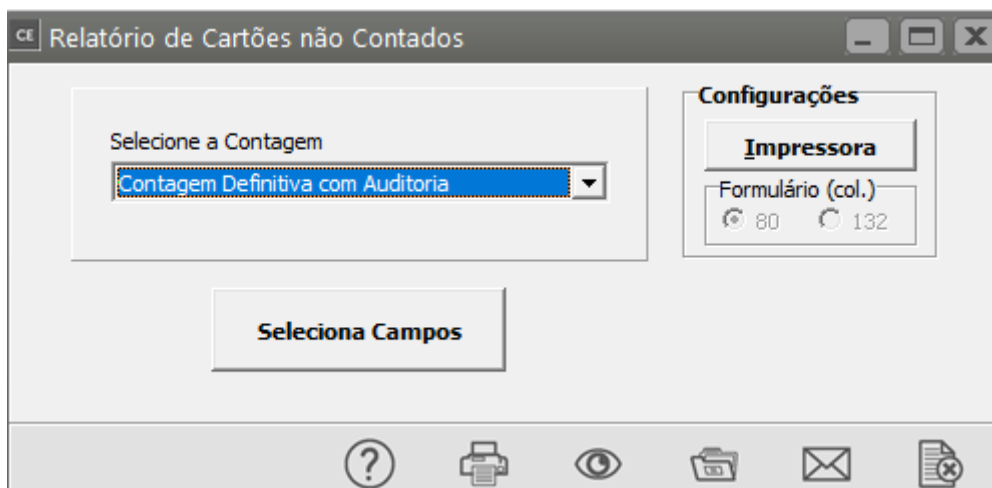 CE Relatório de Cartões não Contados
Selecione a Contagem
Contagem Definitiva com Auditoria
Configurações
Impressora
Formulário (col.)
80 132
Seleciona Campos
?